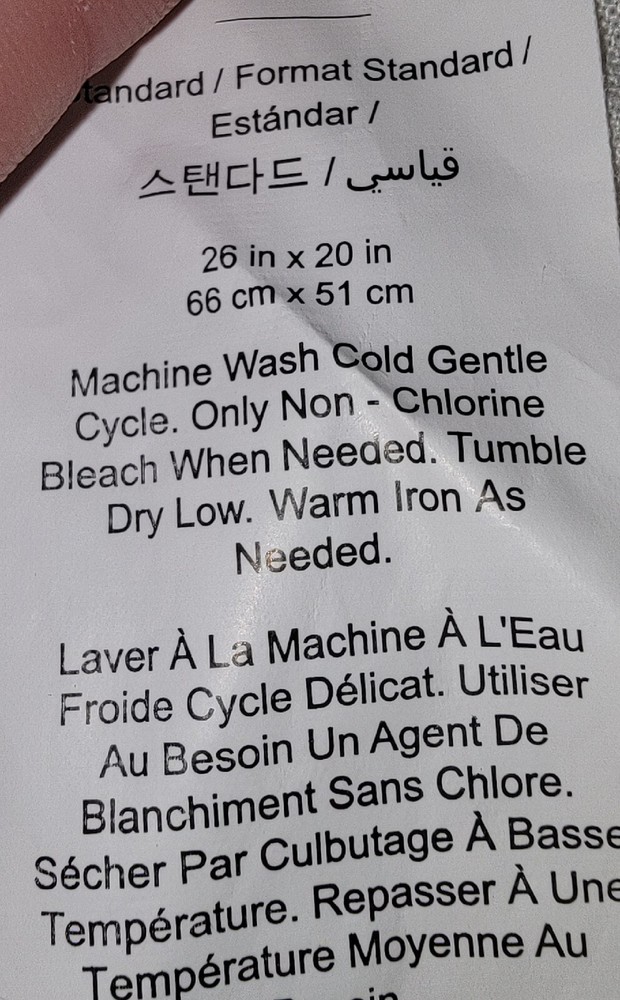 tandard / Format Standard /
Estándar /
스탠다드 / قياسي
26 in x 20 in
66 cm x 51 cm
Machine Wash Cold Gentle
Cycle. Only Non - Chlorine
Bleach When Needed. Tumble
Dry Low. Warm Iron As
Needed.
Laver À La Machine À L'Eau
Froide Cycle Délicat. Utiliser
Au Besoin Un Agent De
Blanchiment Sans Chlore.
Sécher Par Culbutage À Basse
Température. Repasser À Une
Température Moyenne Au